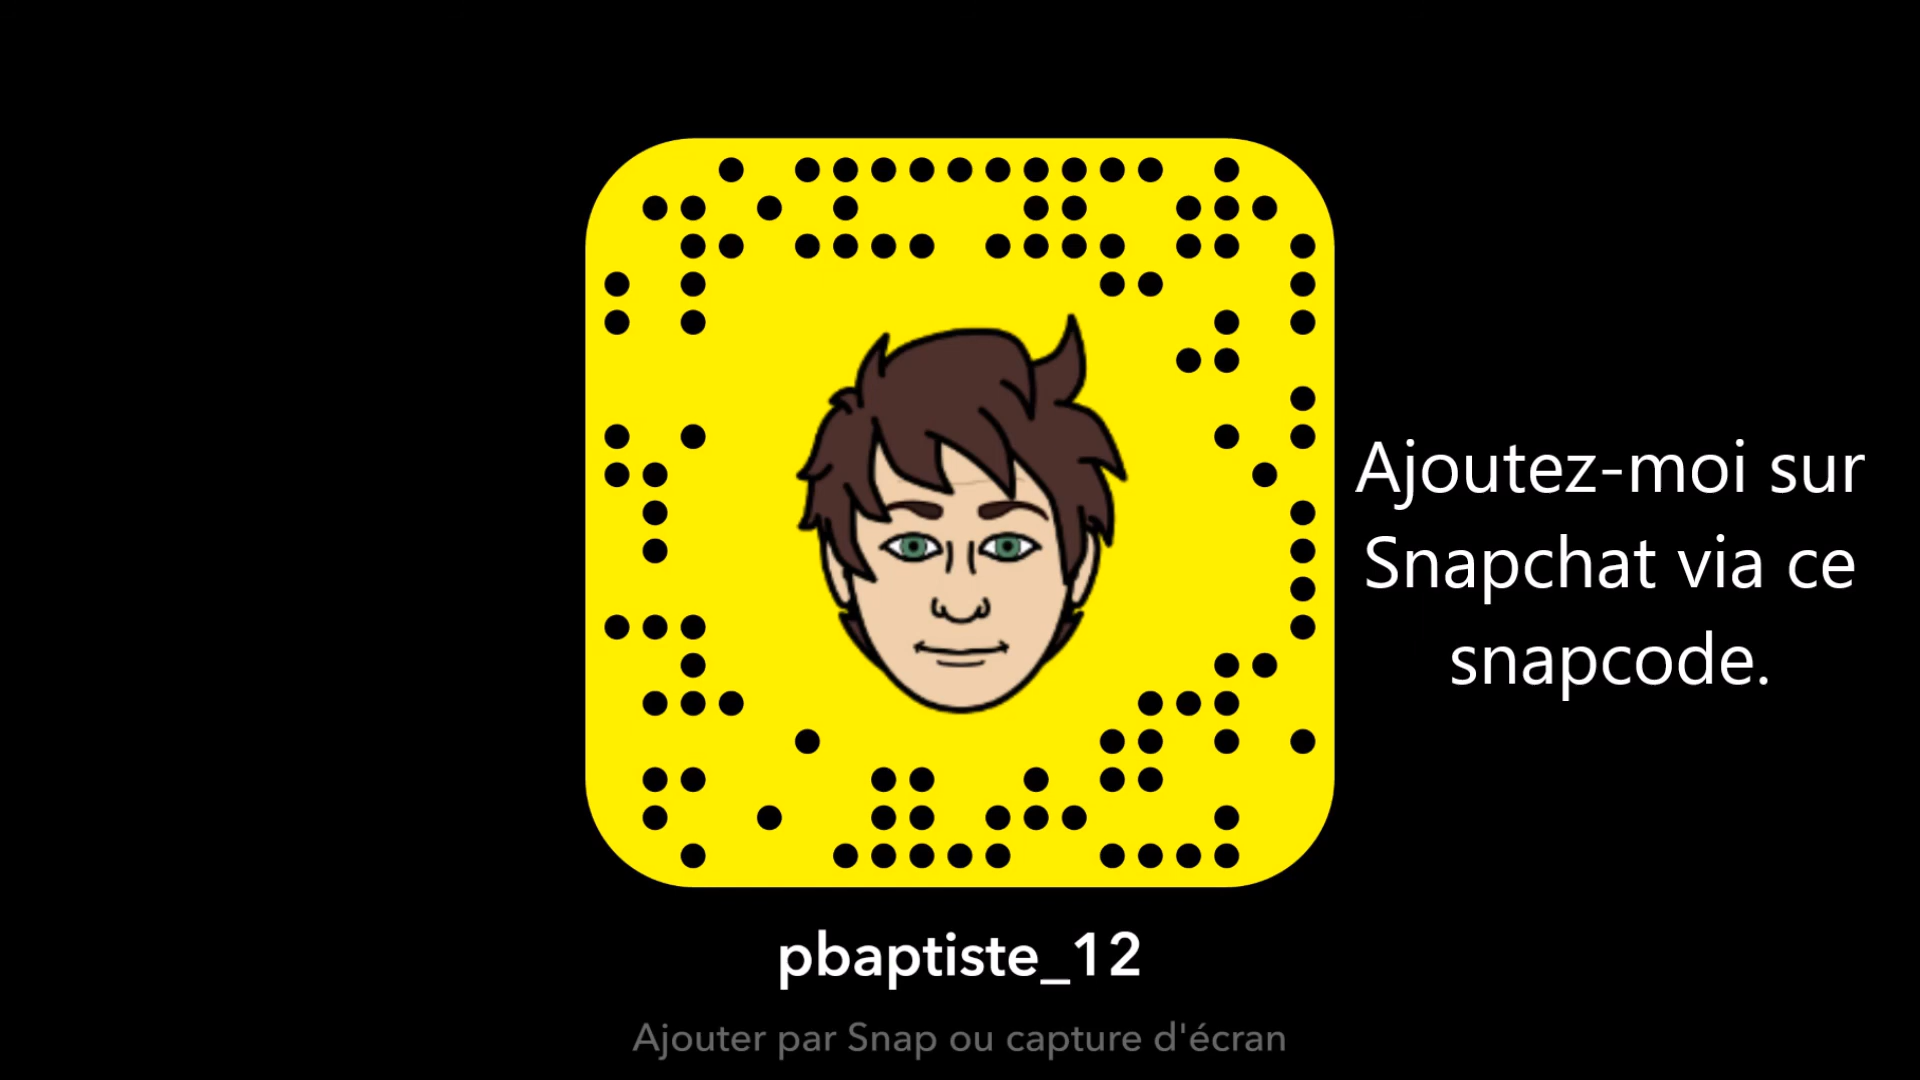 Ajoutez-moi sur
Snapchat via ce
snapcode.
pbaptiste_12
Ajouter par Snap ou capture d'écran